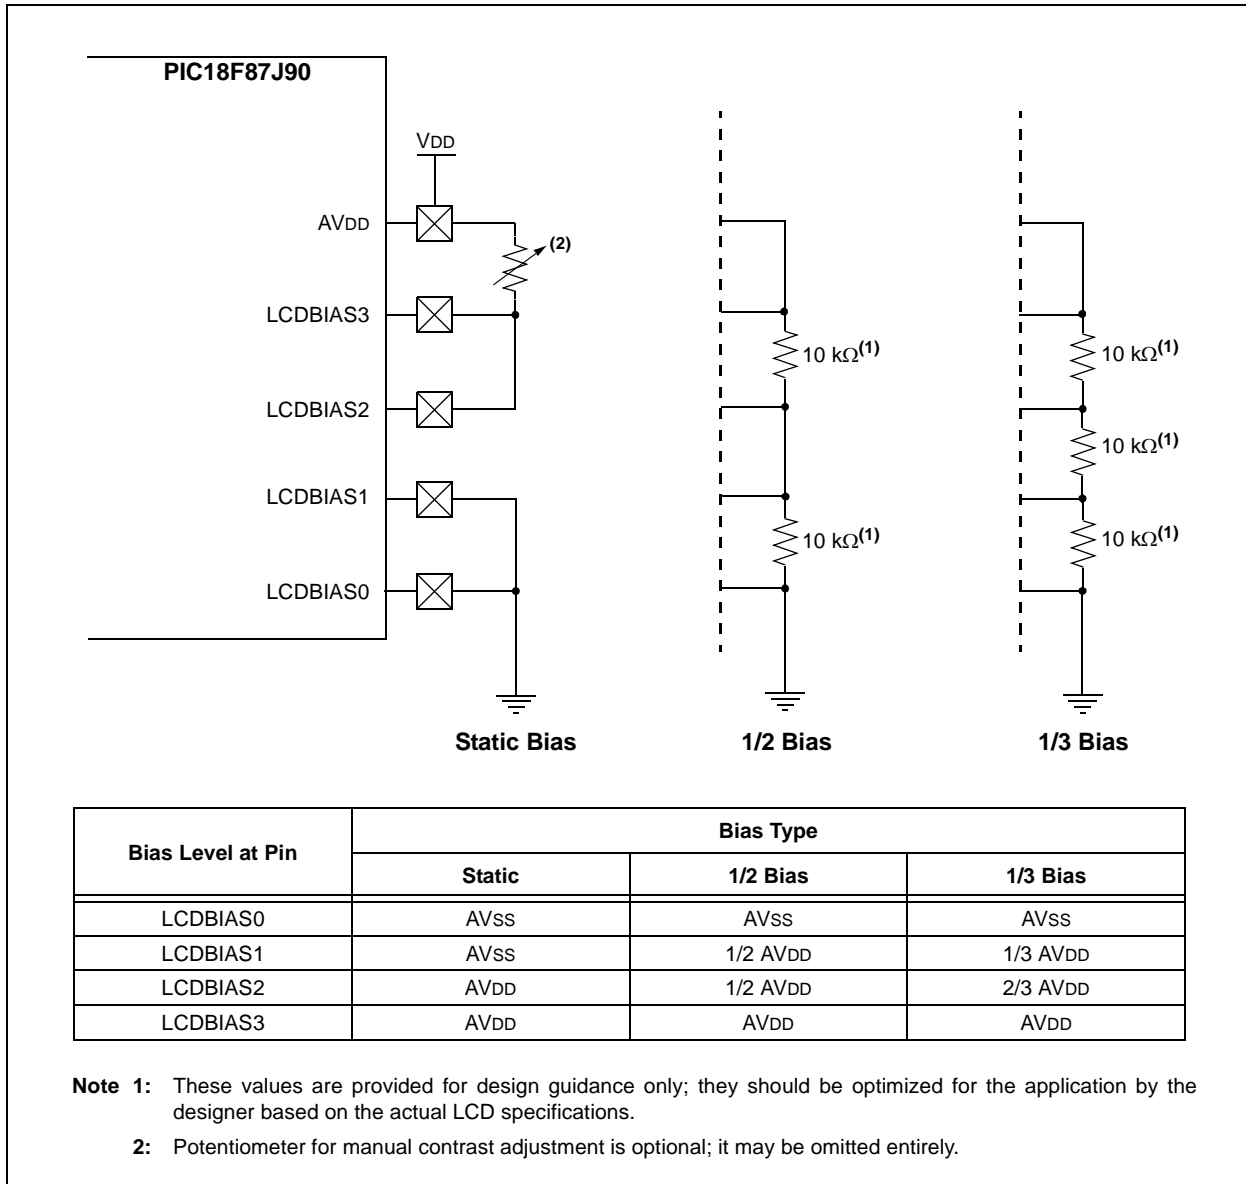 PIC18F87J90
VDD
AVDD
(2)
LCDBIAS3
10 kΩ(1)
10 kΩ(1)
LCDBIAS2
10 kΩ(1)
LCDBIAS1
10 kΩ(1)
10 kΩ(1)
LCDBIAS0
Static Bias
1/2 Bias
1/3 Bias
Bias Level at Pin
Bias Type
Static
1/2 Bias
1/3 Bias
LCDBIAS0
AVSS
AVSS
AVSS
LCDBIAS1
AVSS
1/2 AVDD
1/3 AVDD
LCDBIAS2
AVDD
1/2 AVDD
2/3 AVDD
LCDBIAS3
AVDD
AVDD
AVDD
Note 1: These values are provided for design guidance only; they should be optimized for the application by the
designer based on the actual LCD specifications.
2: Potentiometer for manual contrast adjustment is optional; it may be omitted entirely.